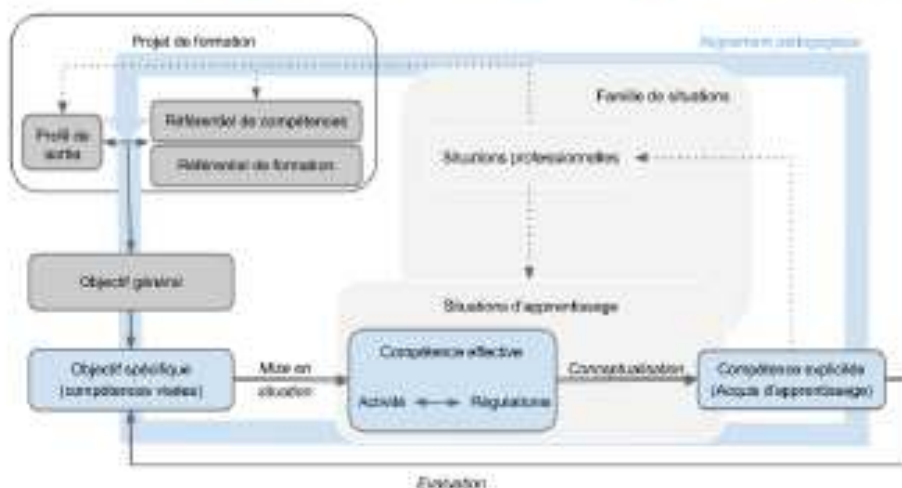 Projet de formation
Alignement pédagogique
Famille de situations
Profil de
sortie
Référentiel de compétences
Référentiel de formation
Situations professionnelles
Objectif général
Situations d'apprentissage
Objectif spécifique
(compétences visées)
Mise en
situation
Compétence effective
Activité
Régulations
Conceptualisation
Compétence explicitée
(Acquis d'apprentissage)
Evaluation